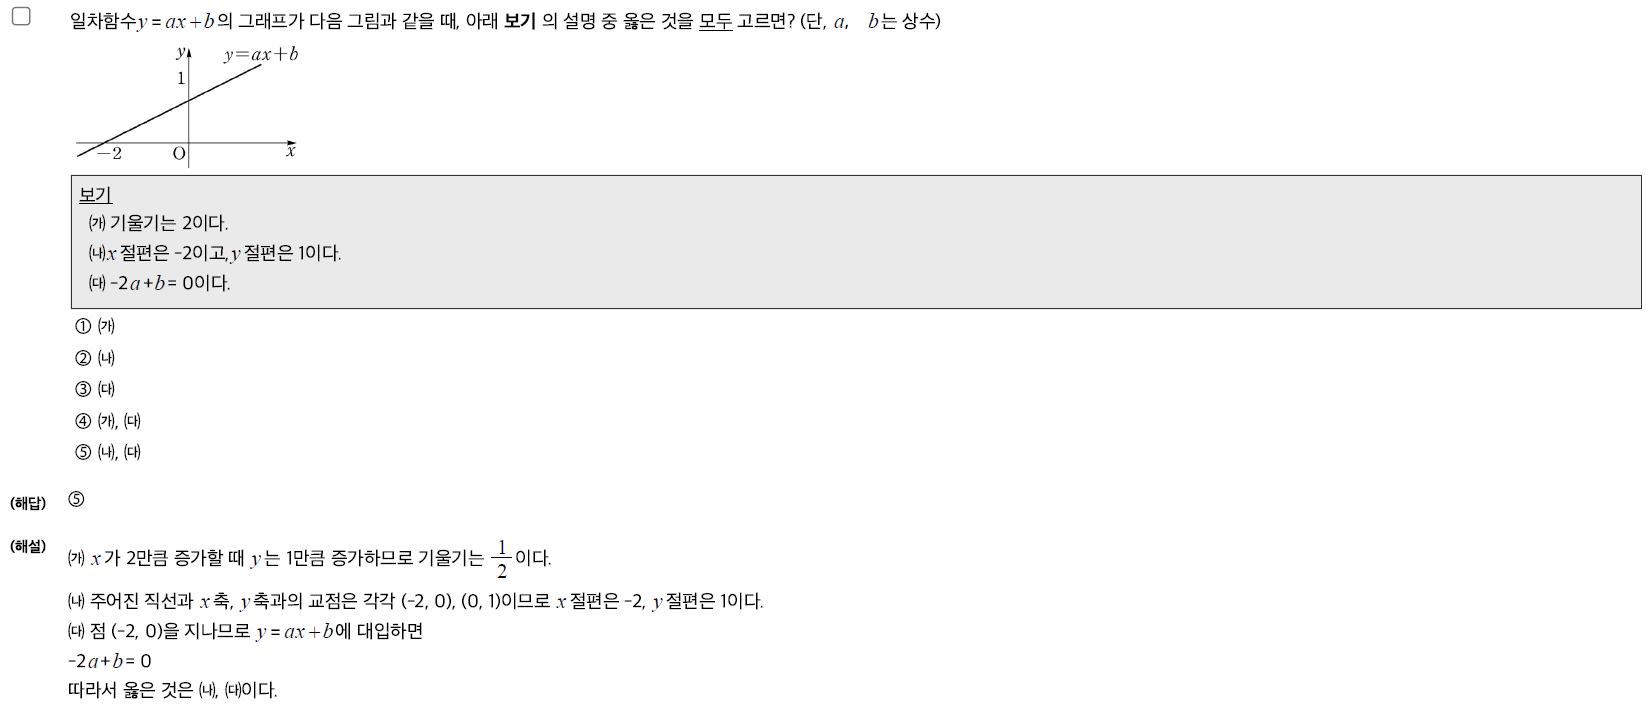 일차함수 y = ax + b 의 그래프가 다음 그림과 같을 때, 아래 보기 의 설명 중 옳은 것을 모두 고르면? (단, a, b는 상수)
y
y=ax+b
1
-2
O
x
보기
㈎ 기울기는 2이다.
㈏ x 절편은 -2이고, y 절편은 1이다.
㈐ -2a+b= 0이다.
① ㈎
② ㈏
③ ㈐
④ ㈎, ㈐
⑤ ㈏, ㈐
(해답) ⑤
(해설) ㈎ x 가 2만큼 증가할 때 y 는 1만큼 증가하므로 기울기는 1/2 이다.
㈏ 주어진 직선과 x 축, y 축과의 교점은 각각 (-2, 0), (0, 1)이므로 x 절편은 -2, y 절편은 1이다.
㈐ 점 (-2, 0)을 지나므로 y = ax + b에 대입하면
-2a+b= 0
따라서 옳은 것은 ㈏, ㈐이다.